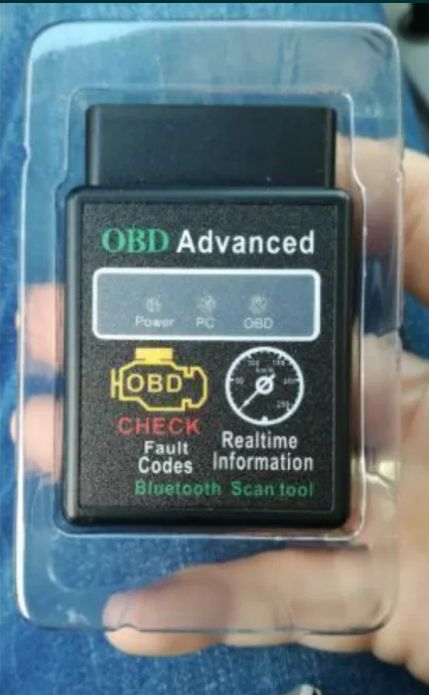 OBD Advanced
Power PC OBD
OBD
CHECK
Fault
Codes
Realtime
Information
Bluetooth Scan tool